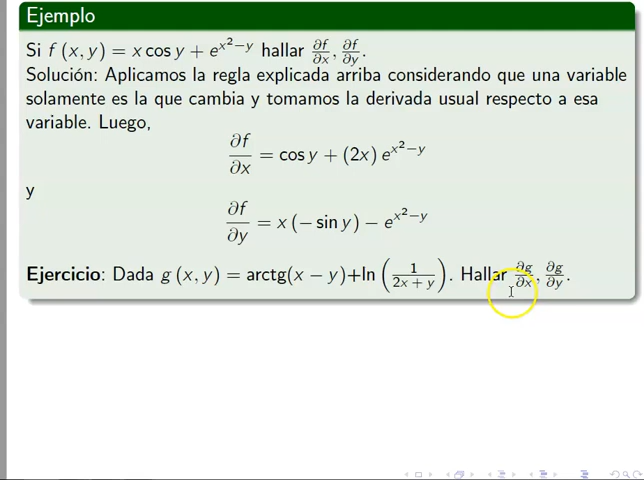 Ejemplo
Si f (x, y) = x cos y + e^{x²−y} hallar ∂f/∂x, ∂f/∂y.
Solución: Aplicamos la regla explicada arriba considerando que una variable
solamente es la que cambia y tomamos la derivada usual respecto a esa
variable. Luego,
∂f/∂x = cos y + (2x) e^{x²−y}
y
∂f/∂y = x (− sin y) − e^{x²−y}
Ejercicio: Dada g (x, y) = arctg(x − y)+ln (1/(2x + y)). Hallar ∂g/∂x, ∂g/∂y.